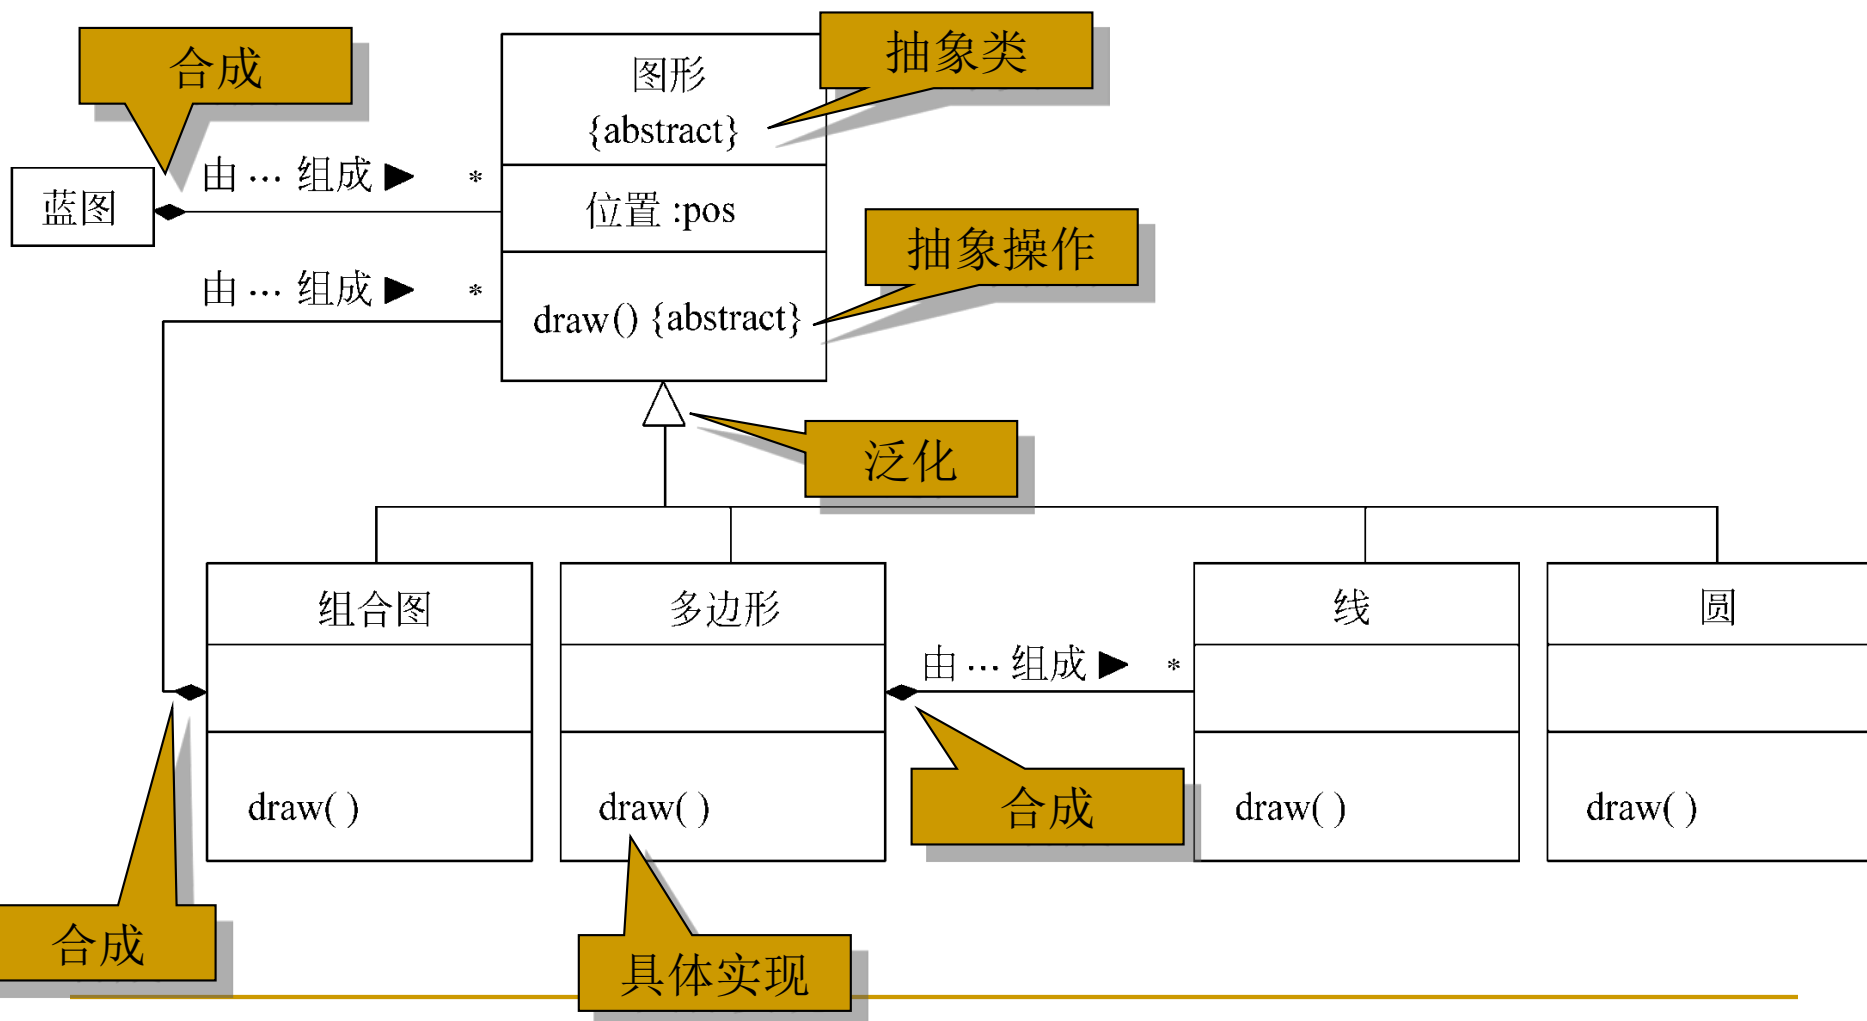 合成
图形
{abstract}
抽象类
蓝图
由 … 组成 ▶ *
位置 :pos
抽象操作
由 … 组成 ▶ *
draw() {abstract}
泛化
组合图
多边形
线
圆
由 … 组成 ▶ *
draw( )
draw( )
合成
draw( )
draw( )
合成
具体实现